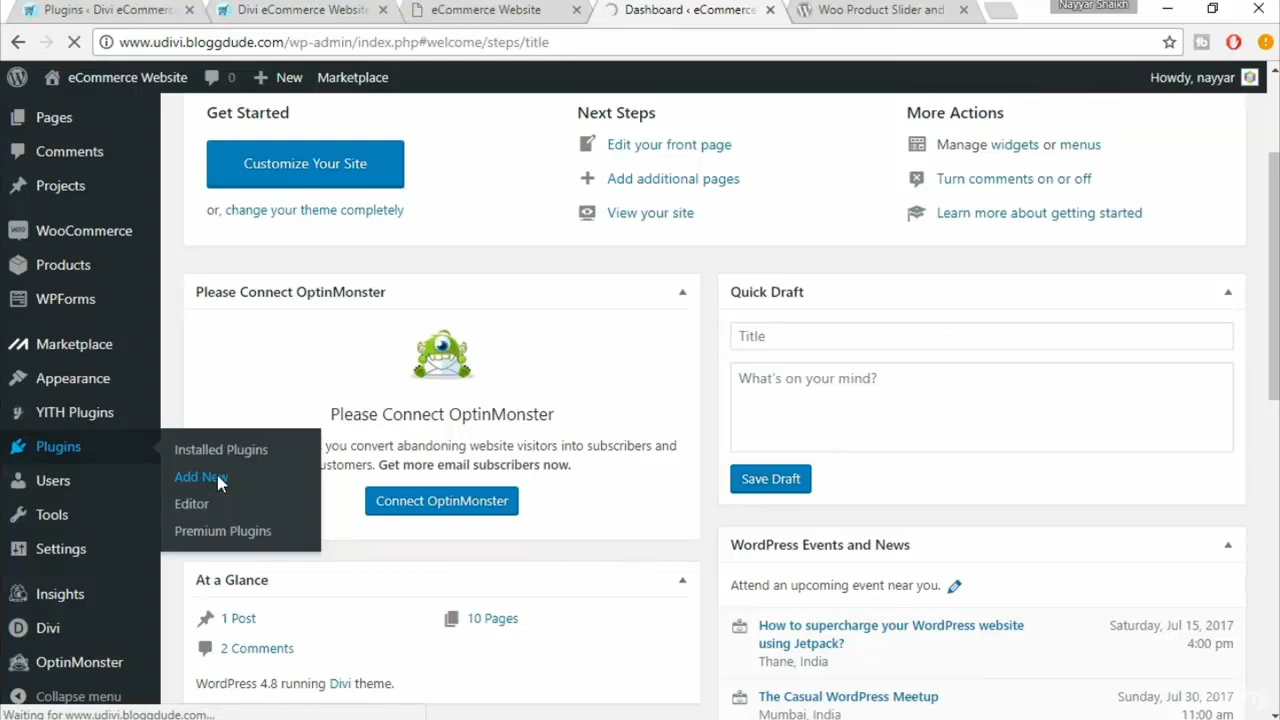 Plugins ‹ Divi eCommerc
Divi eCommerce Website
eCommerce Website
Dashboard ‹ eCommerce
Woo Product Slider and
Nayyar Shaikh
www.udivi.bloggdude.com/wp-admin/index.php#welcome/steps/title
eCommerce Website
0
New
Marketplace
Howdy, nayyar
Pages
Comments
Projects
WooCommerce
Products
WPForms
Marketplace
Appearance
YITH Plugins
Plugins
Users
Tools
Settings
Insights
Divi
OptinMonster
Collapse menu
Installed Plugins
Add New
Editor
Premium Plugins
Get Started
Customize Your Site
or, change your theme completely
Next Steps
Edit your front page
Add additional pages
View your site
More Actions
Manage widgets or menus
Turn comments on or off
Learn more about getting started
Please Connect OptinMonster
Please Connect OptinMonster
you convert abandoning website visitors into subscribers and
customers. Get more email subscribers now.
Connect OptinMonster
At a Glance
1 Post
10 Pages
2 Comments
WordPress 4.8 running Divi theme.
Quick Draft
Title
What's on your mind?
Save Draft
WordPress Events and News
Attend an upcoming event near you.
How to supercharge your WordPress website
using Jetpack?
Thane, India
Saturday, Jul 15, 2017
4:00 pm
The Casual WordPress Meetup
Mumbai, India
Sunday, Jul 30, 2017
11:00 am
Waiting for www.udivi.bloggdude.com...